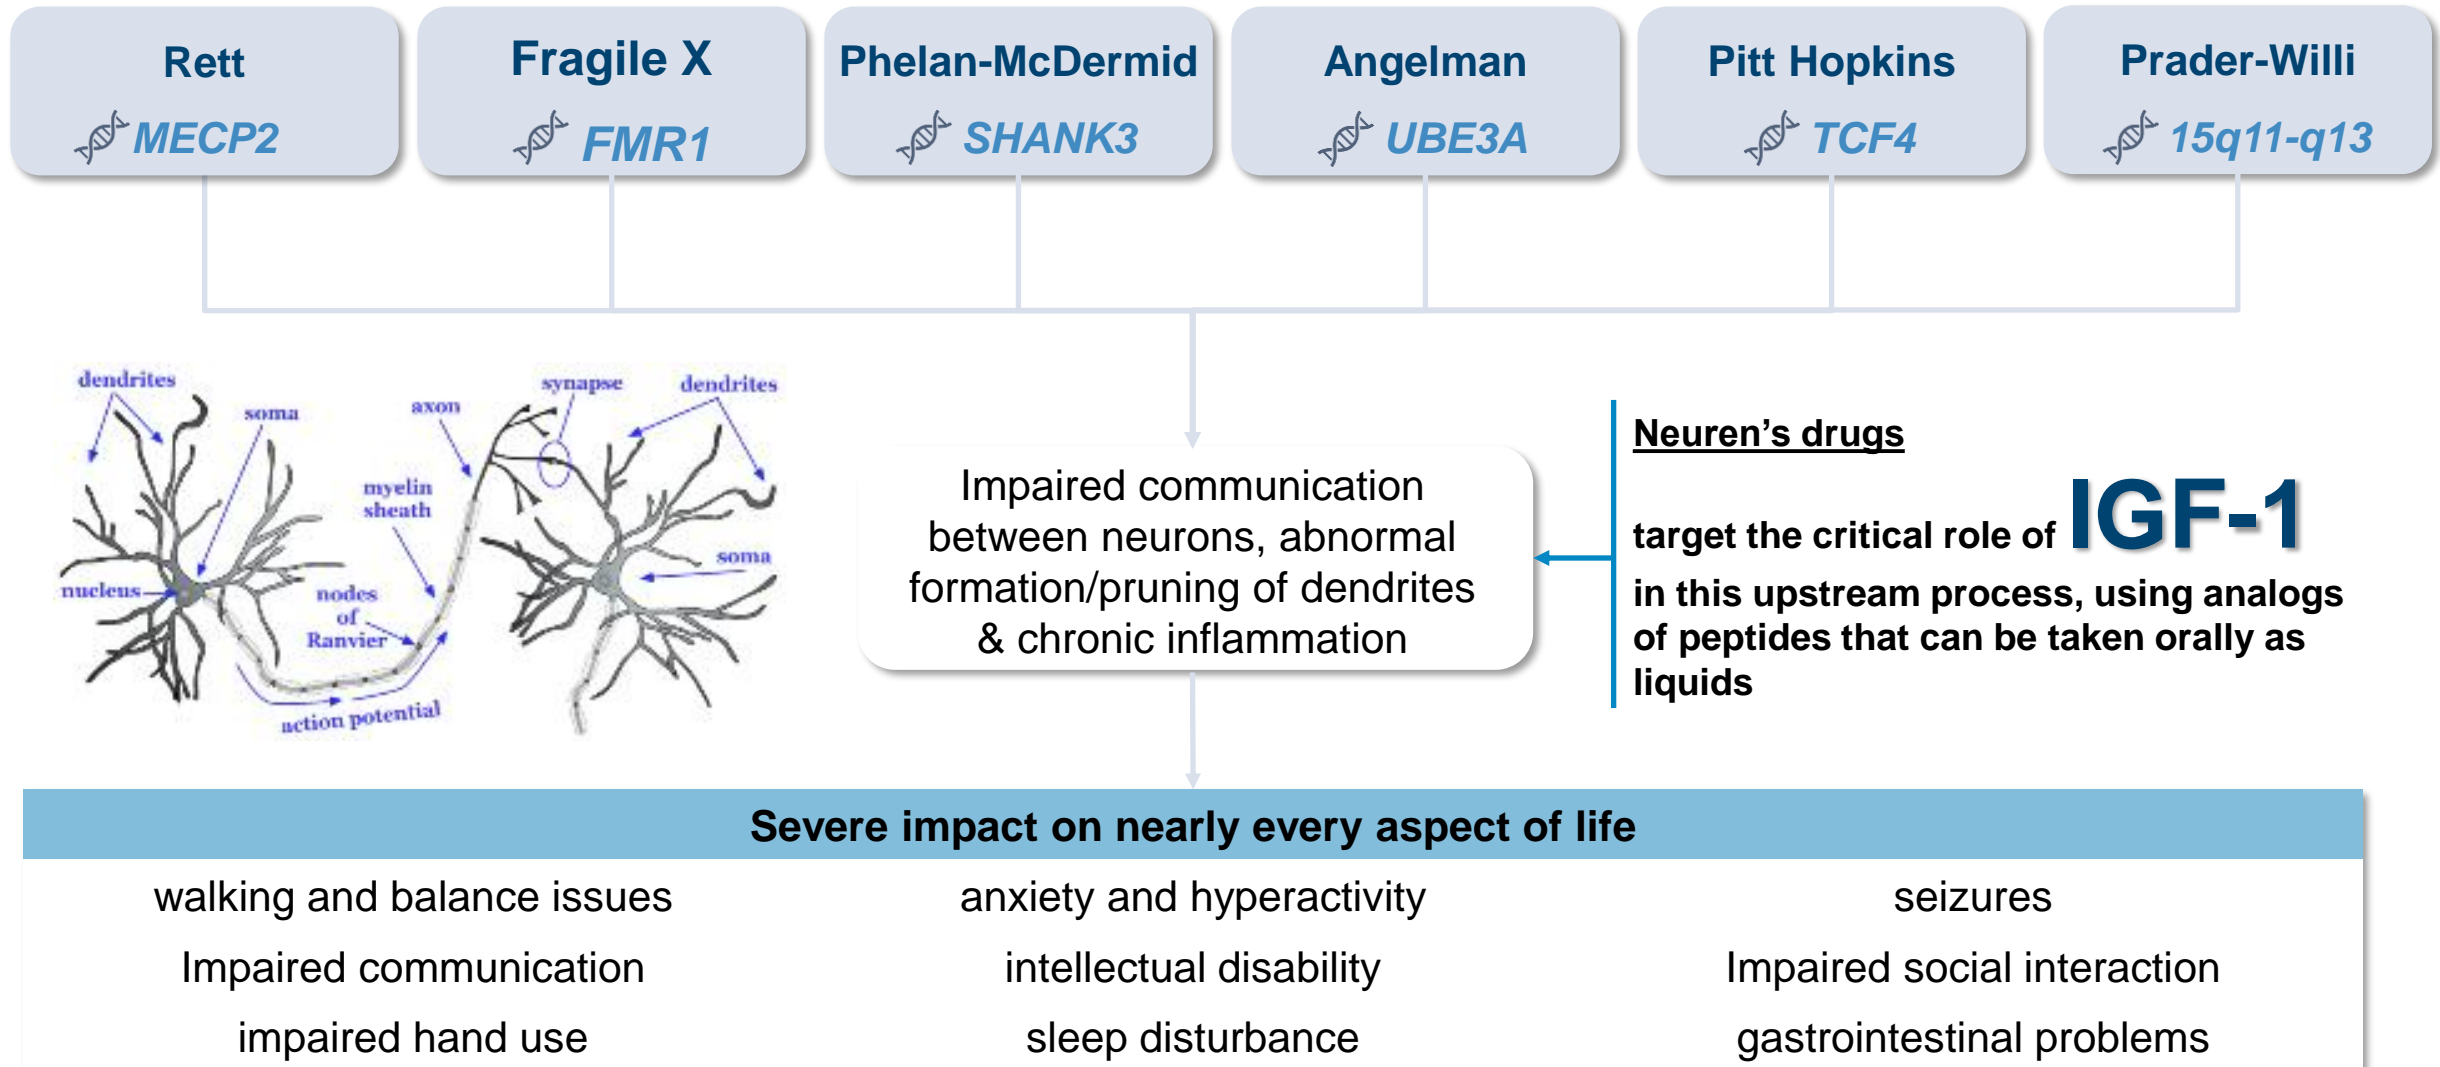 Rett
MECP2
Fragile X
FMR1
Phelan-McDermid
SHANK3
Angelman
UBE3A
Pitt Hopkins
TCF4
Prader-Willi
15q11-q13
dendrites
soma
axon
synapse
dendrites
myelin
sheath
soma
nucleus
nodes
of
Ranvier
action potential
Impaired communication
between neurons, abnormal
formation/pruning of dendrites
& chronic inflammation
Neuren’s drugs
target the critical role of IGF-1
in this upstream process, using analogs
of peptides that can be taken orally as
liquids
Severe impact on nearly every aspect of life
walking and balance issues
anxiety and hyperactivity
seizures
Impaired communication
intellectual disability
Impaired social interaction
impaired hand use
sleep disturbance
gastrointestinal problems